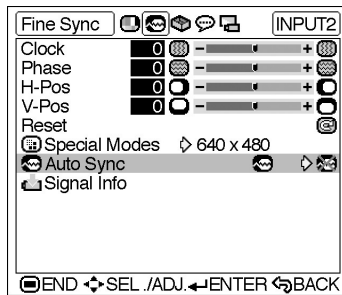 Fine Sync INPUT2
Clock 0 - +
Phase 0 - +
H-Pos 0 - +
V-Pos 0 - +
Reset
Special Modes 640 x 480
Auto Sync
Signal Info
END SEL ./ADJ. ENTER BACK